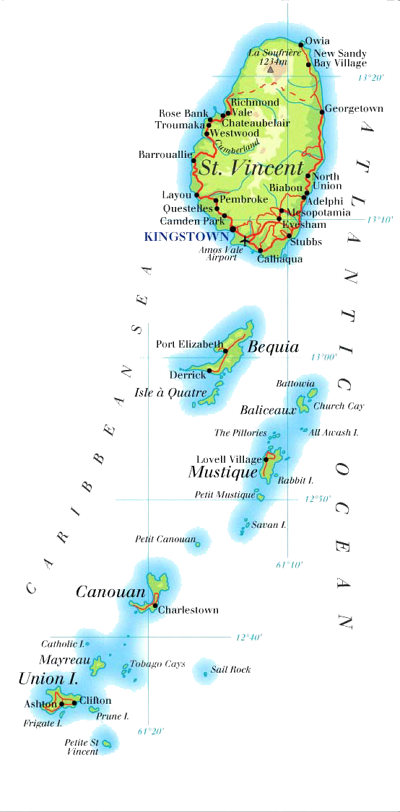 Owia
La Soufrière
1234m
New Sandy
Bay Village
13°20'
Richmond
Vale
Georgetown
Rose Bank
Chateaubelair
Troumaka
Westwood
Cumberland
Barrouallie
St. Vincent
North
Union
Biabou
Layou
Pembroke
Adelphi
Questelles
Mesopotamia
Camden Park
Evesham
13°10'
KINGSTOWN
Stubbs
Amos Vale
Airport
Calliaqua
ATLANTIC OCEAN
CARIBBEAN SEA
Port Elizabeth
Bequia
13°00'
Derrick
Isle à Quatre
Battowia
Baliceaux
Church Cay
The Pillories
All Awash I.
Lovell Village
Mustique
Rabbit I.
Petit Mustique
12°50'
Savan I.
Petit Canouan
61°10'
Canouan
Charlestown
12°40'
Catholic I.
Mayreau
Tobago Cays
Sail Rock
Union I.
Ashton
Clifton
Frigate I.
Prune I.
61°20'
Petite St
Vincent